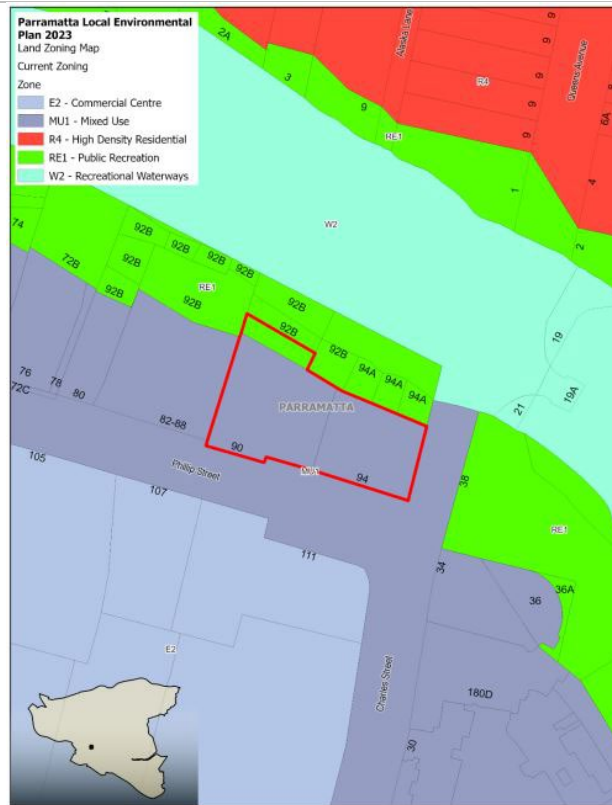 Parramatta Local Environmental
Plan 2023
Land Zoning Map
Current Zoning
Zone
E2 - Commercial Centre
MU1 - Mixed Use
R4 - High Density Residential
RE1 - Public Recreation
W2 - Recreational Waterways
2A
3
9
Alaska Lane
9
9
9
9
9
R4
Queens Avenue
6A
4
RE1
1
2
W2
74
72B
92B
92B
92B
92B
92B
92B
92B
RE1
92B
92B
92B
94A
94A
94A
19
19A
21
PARRAMATTA
76
72C
78
80
82-88
90
94
MU1
Phillip Street
105
107
111
38
34
RE1
36A
36
E2
Charles Street
180D
30